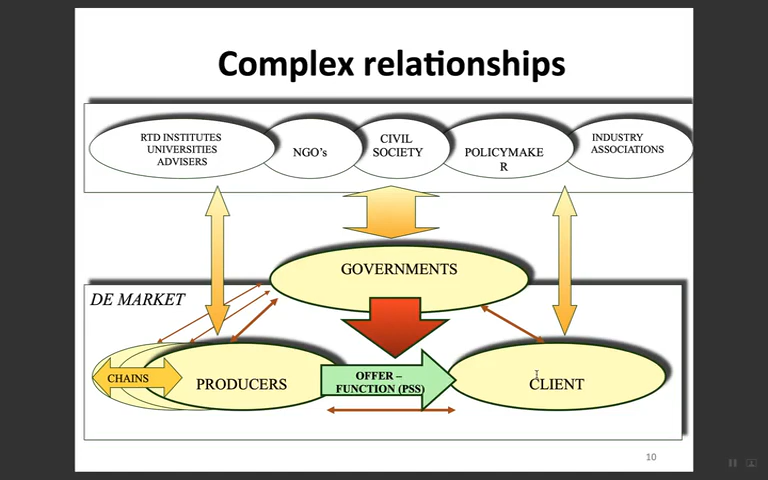 Complex relationships
RTD INSTITUTES
UNIVERSITIES
ADVISERS
NGO's
CIVIL
SOCIETY
POLICYMAKE
R
INDUSTRY
ASSOCIATIONS
GOVERNMENTS
DE MARKET
CHAINS
PRODUCERS
OFFER –
FUNCTION (PSS)
CLIENT
10